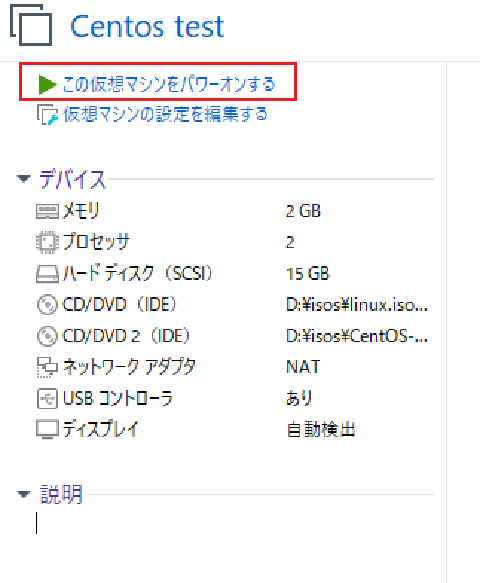 Centos test
この仮想マシンをパワーオンする
仮想マシンの設定を編集する
デバイス
メモリ 2 GB
プロセッサ 2
ハード ディスク（SCSI） 15 GB
CD/DVD（IDE） D:¥isos¥linux.iso...
CD/DVD 2（IDE） D:¥isos¥CentOS-...
ネットワーク アダプタ NAT
USB コントローラ あり
ディスプレイ 自動検出
説明